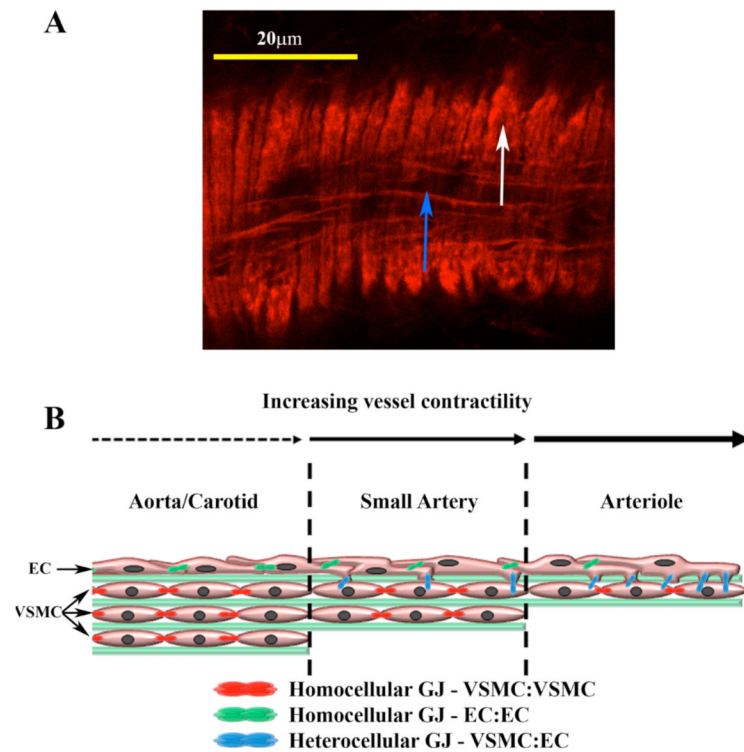 A
20μm
B
Increasing vessel contractility
Aorta/Carotid Small Artery Arteriole
EC
VSMC
Homocellular GJ - VSMC:VSMC
Homocellular GJ - EC:EC
Heterocellular GJ - VSMC:EC